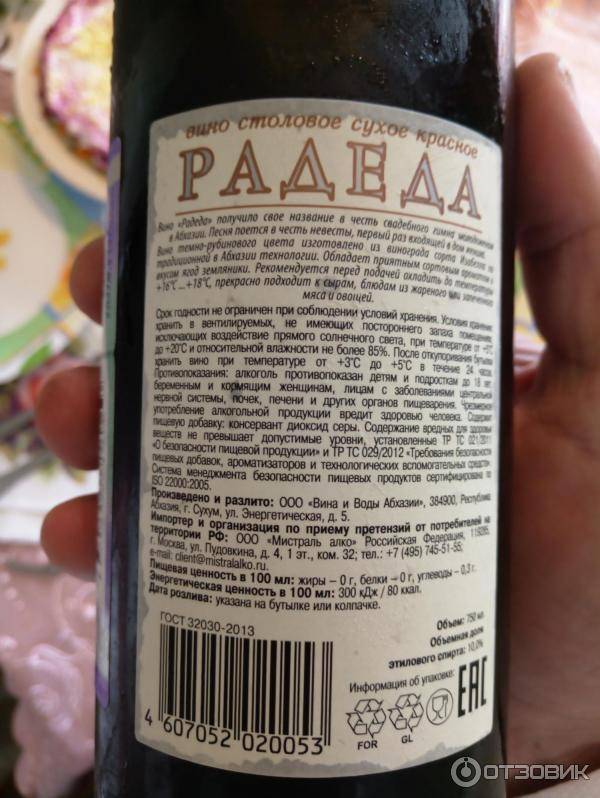 вино столовое сухое красное
РАДЕДА
Вино «Радеда» получило свое название в честь свадебного гимна молодоженов
в Абхазии. Песня поется в честь невесты, первый раз входящей в дом жениха.
Вино темно-рубинового цвета изготовлено из винограда сорта Изабелла по
традиционной в Абхазии технологии. Обладает приятным сортовым ароматом и
вкусом ягод земляники. Рекомендуется перед подачей охладить до температуры
+16°C ...+18°C, прекрасно подходит к сырам, блюдам из жареного или запеченного
мяса и овощей.
Срок годности не ограничен при соблюдении условий хранения. Условия хранения:
хранить в вентилируемых, не имеющих постороннего запаха помещениях,
исключающих воздействие прямого солнечного света, при температуре от +5°C
до +20°C и относительной влажности не более 85%. После откупоривания бутылки
хранить вино при температуре от +3°C до +5°C в течение 24 часов.
Противопоказания: алкоголь противопоказан детям и подросткам до 18 лет,
беременным и кормящим женщинам, лицам с заболеваниями центральной
нервной системы, почек, печени и других органов пищеварения. Чрезмерное
употребление алкогольной продукции вредит здоровью человека. Содержит
пищевую добавку: консервант диоксид серы. Содержание вредных для здоровья
веществ не превышает допустимые уровни, установленные ТР ТС 021/2011
«О безопасности пищевой продукции» и ТР ТС 029/2012 «Требования безопасности
пищевых добавок, ароматизаторов и технологических вспомогательных средств».
Система менеджмента безопасности пищевых продуктов сертифицирована по
ISO 22000:2005.
Произведено и разлито: ООО «Вина и Воды Абхазии», 384900, Республика
Абхазия, г. Сухум, ул. Энергетическая, д. 5.
Импортер и организация по приему претензий от потребителей на
территории РФ: ООО «Мистраль алко» Российская Федерация, 119285,
г. Москва, ул. Пудовкина, д. 4, 1 эт., ком. 32; тел.: +7 (495) 745-51-55;
e-mail: client@mistralalko.ru.
Пищевая ценность в 100 мл: жиры – 0 г, белки – 0 г, углеводы – 0,3 г.
Энергетическая ценность в 100 мл: 300 кДж / 80 ккал.
Дата розлива: указана на бутылке или колпачке.
ГОСТ 32030-2013
Объем: 750 мл.
Объемная доля
этилового спирта: 10,0%
Информация об упаковке:
FOR
GL
EAC
4 607052 020053
ОТЗОВИК